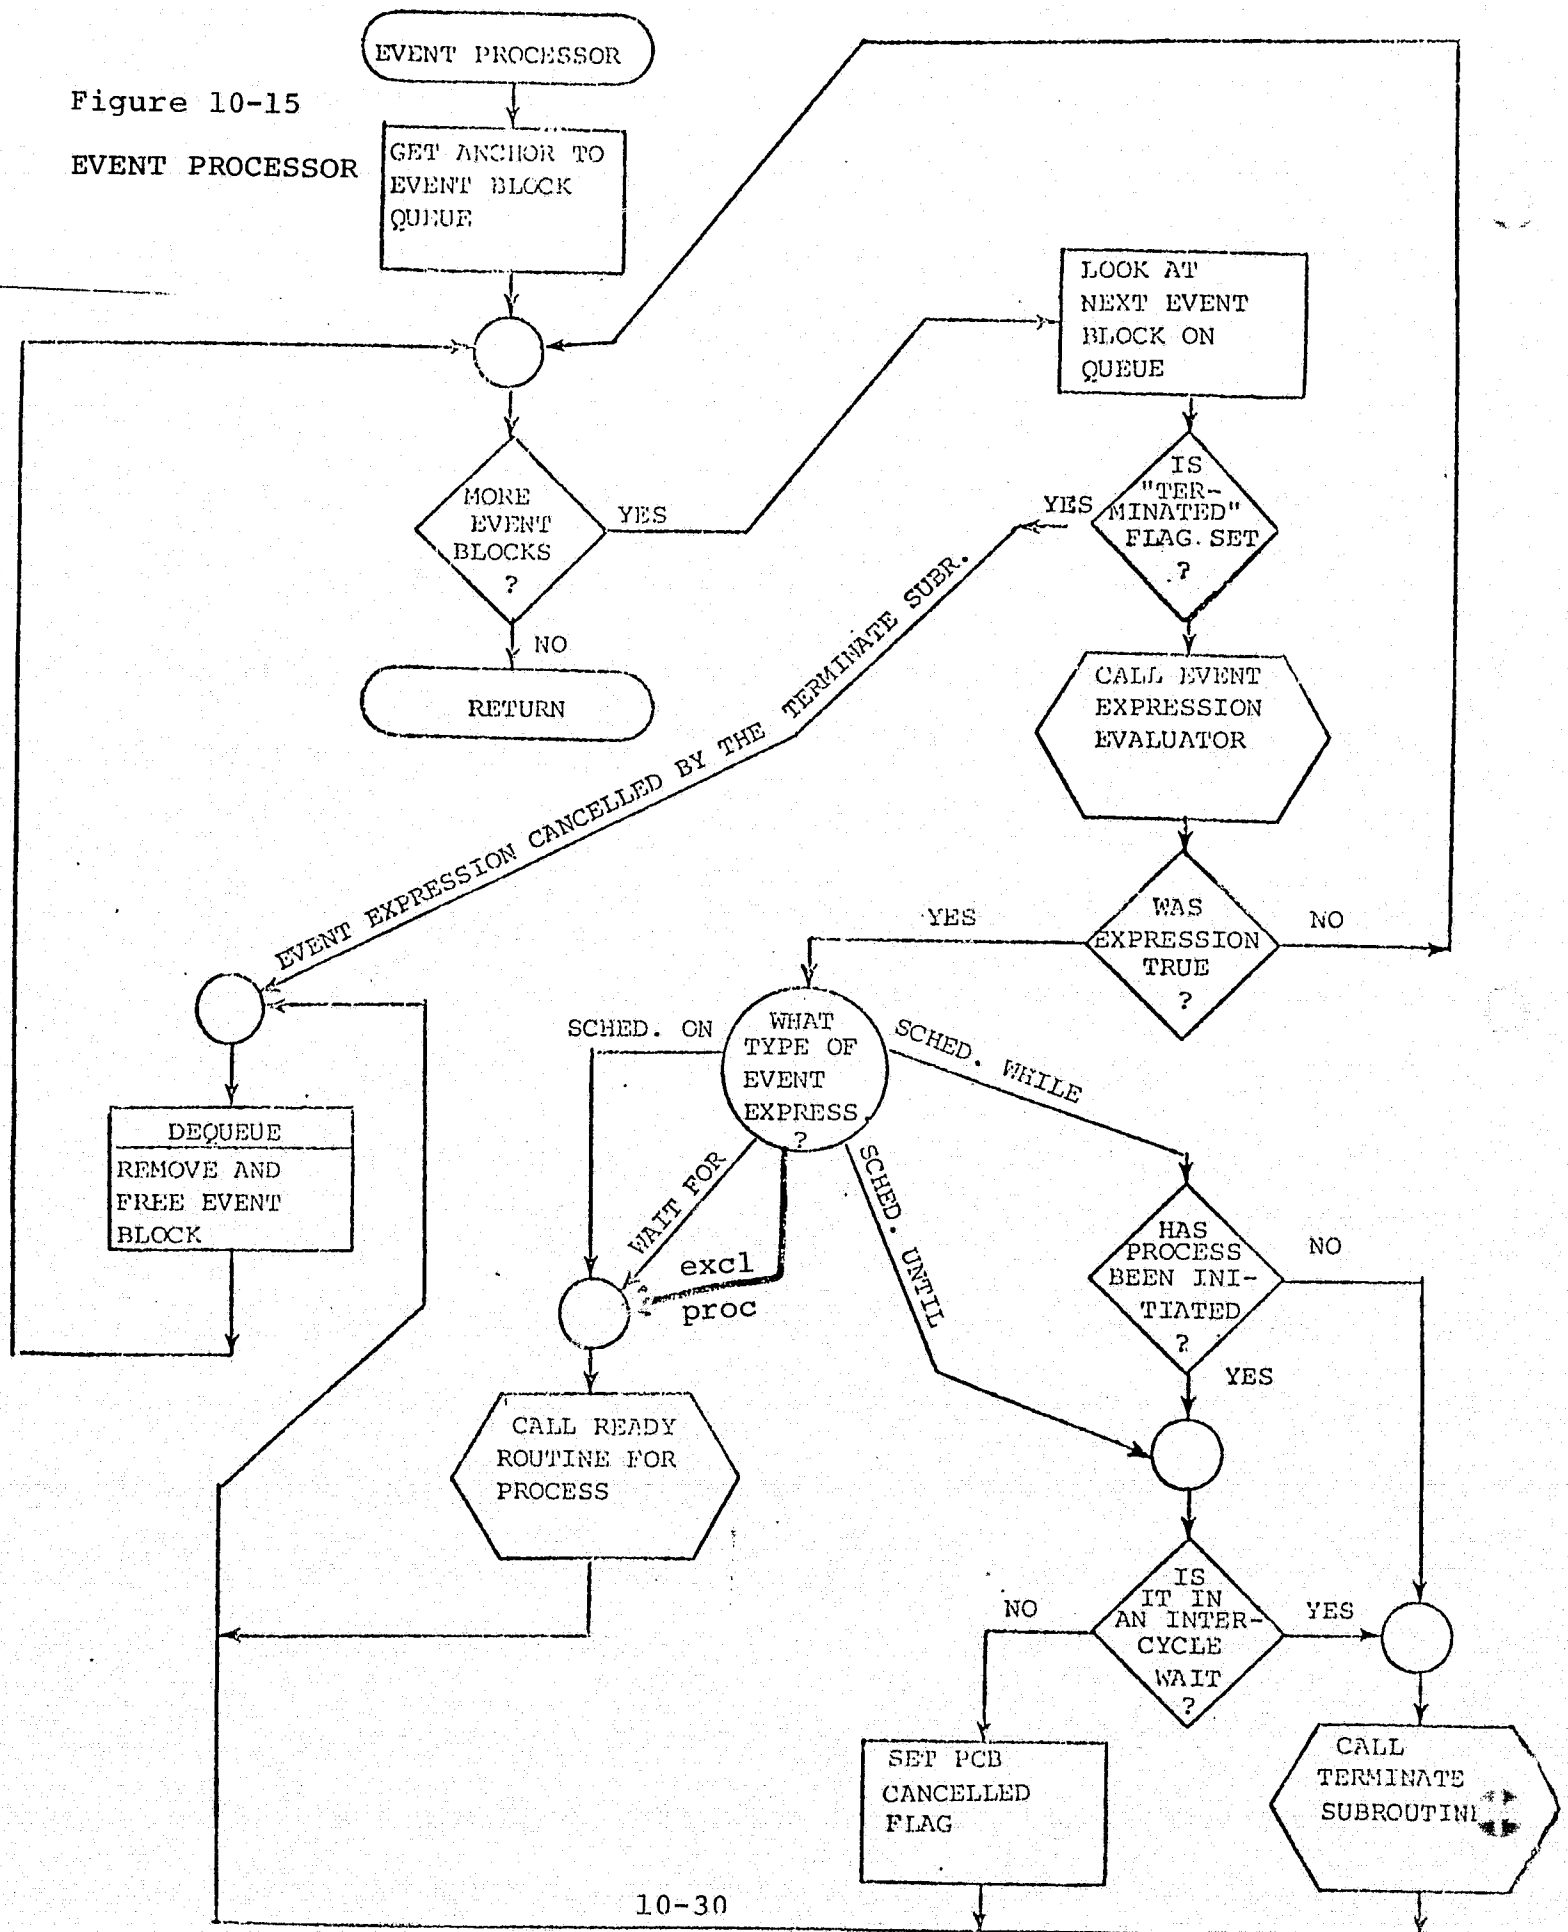 EVENT PROCESSOR
Figure 10-15
EVENT PROCESSOR
GET ANCHOR TO
EVENT BLOCK
QUEUE
LOOK AT
NEXT EVENT
BLOCK ON
QUEUE
MORE
EVENT
BLOCKS
?
YES
NO
RETURN
IS
"TER-
MINATED"
FLAG SET
?
YES
EVENT EXPRESSION CANCELLED BY THE TERMINATE SUBR.
CALL EVENT
EXPRESSION
EVALUATOR
WAS
EXPRESSION
TRUE
?
YES
NO
WHAT
TYPE OF
EVENT
EXPRESS.
?
SCHED. ON
WAIT FOR
excl
proc
SCHED. UNTIL
SCHED. WHILE
DEQUEUE
REMOVE AND
FREE EVENT
BLOCK
HAS
PROCESS
BEEN INI-
TIATED
?
NO
YES
CALL READY
ROUTINE FOR
PROCESS
IS
IT IN
AN INTER-
CYCLE
WAIT
?
NO
YES
SET PCB
CANCELLED
FLAG
CALL
TERMINATE
SUBROUTINE
10-30